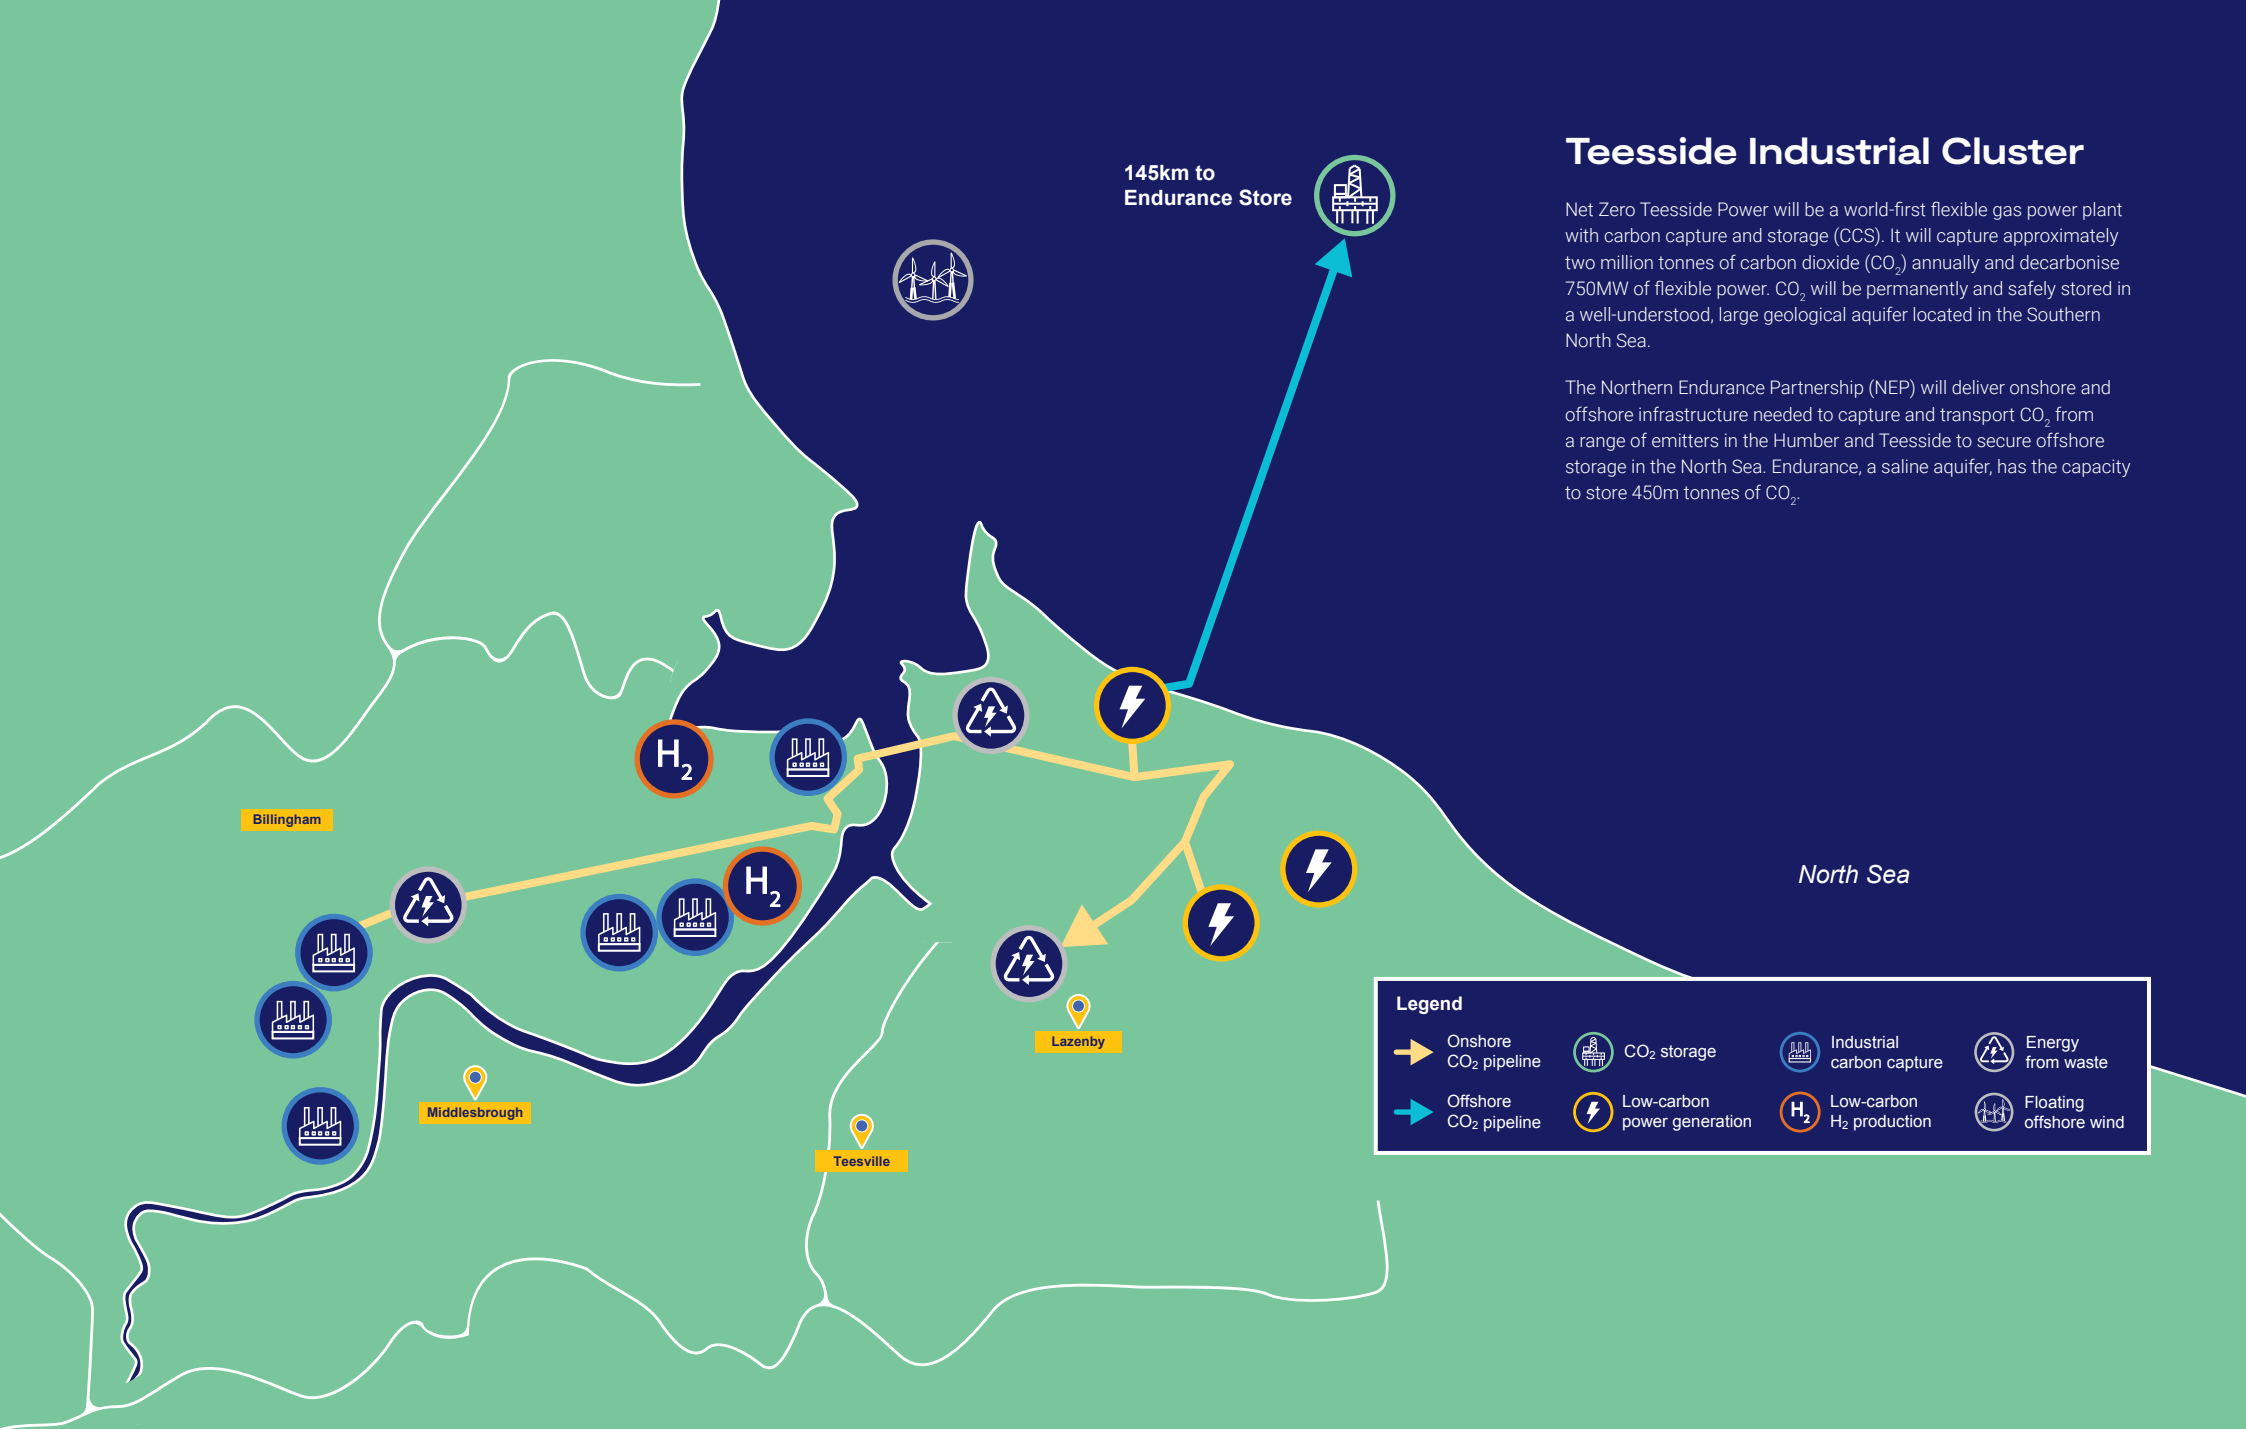 Teesside Industrial Cluster
Net Zero Teesside Power will be a world-first flexible gas power plant
with carbon capture and storage (CCS). It will capture approximately
two million tonnes of carbon dioxide (CO₂) annually and decarbonise
750MW of flexible power. CO₂ will be permanently and safely stored in
a well-understood, large geological aquifer located in the Southern
North Sea.
The Northern Endurance Partnership (NEP) will deliver onshore and
offshore infrastructure needed to capture and transport CO₂ from
a range of emitters in the Humber and Teesside to secure offshore
storage in the North Sea. Endurance, a saline aquifer, has the capacity
to store 450m tonnes of CO₂.
145km to
Endurance Store
H₂
Billingham
H₂
North Sea
Lazenby
Middlesbrough
Teesville
Legend
Onshore
CO₂ pipeline
CO₂ storage
Industrial
carbon capture
Energy
from waste
Offshore
CO₂ pipeline
Low-carbon
power generation
H₂
Low-carbon
H₂ production
Floating
offshore wind